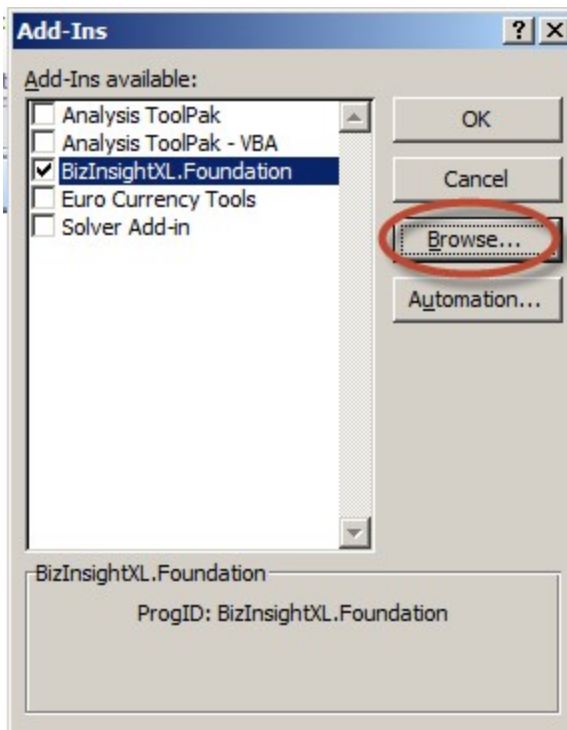 Add-Ins
Add-Ins available:
Analysis ToolPak
Analysis ToolPak - VBA
BizInsightXL.Foundation
Euro Currency Tools
Solver Add-in
OK
Cancel
Browse...
Automation...
BizInsightXL.Foundation
ProgID: BizInsightXL.Foundation